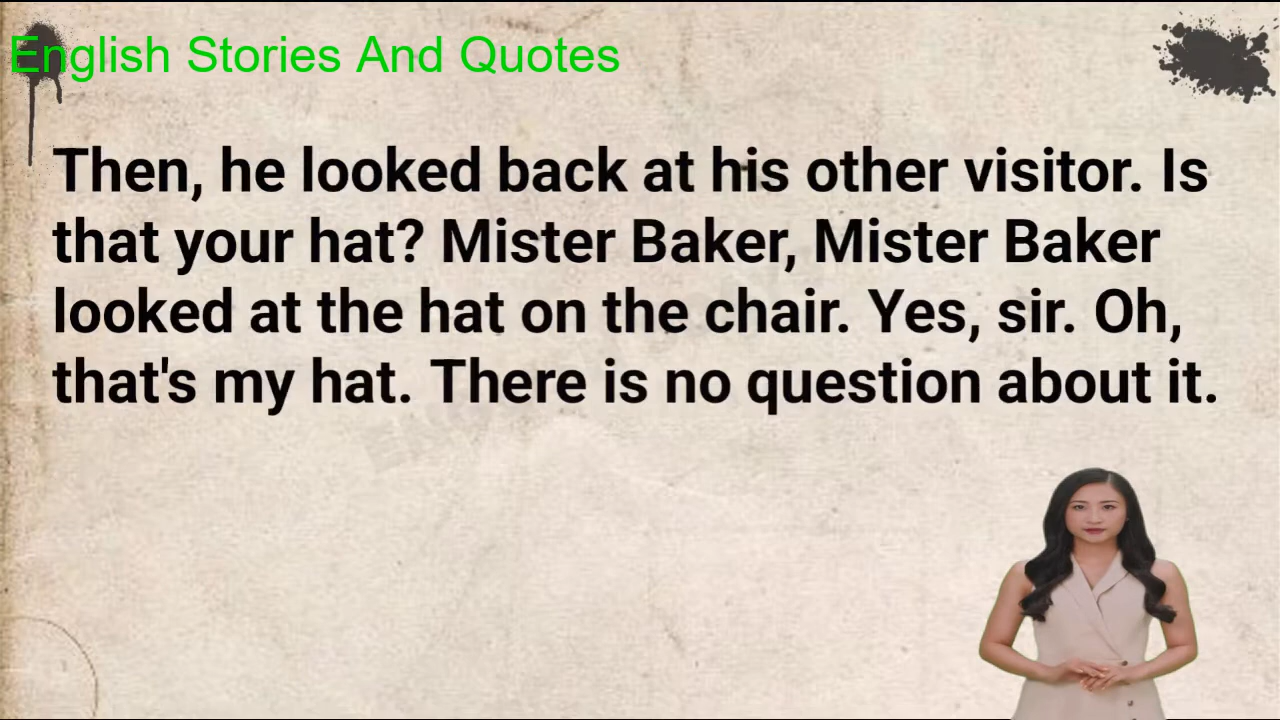 English Stories And Quotes
Then, he looked back at his other visitor. Is
that your hat? Mister Baker, Mister Baker
looked at the hat on the chair. Yes, sir. Oh,
that's my hat. There is no question about it.